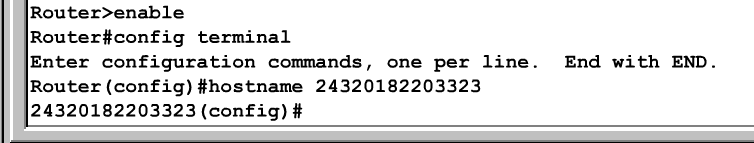 Router>enable
Router#config terminal
Enter configuration commands, one per line.  End with END.
Router(config)#hostname 24320182203323
24320182203323(config)#